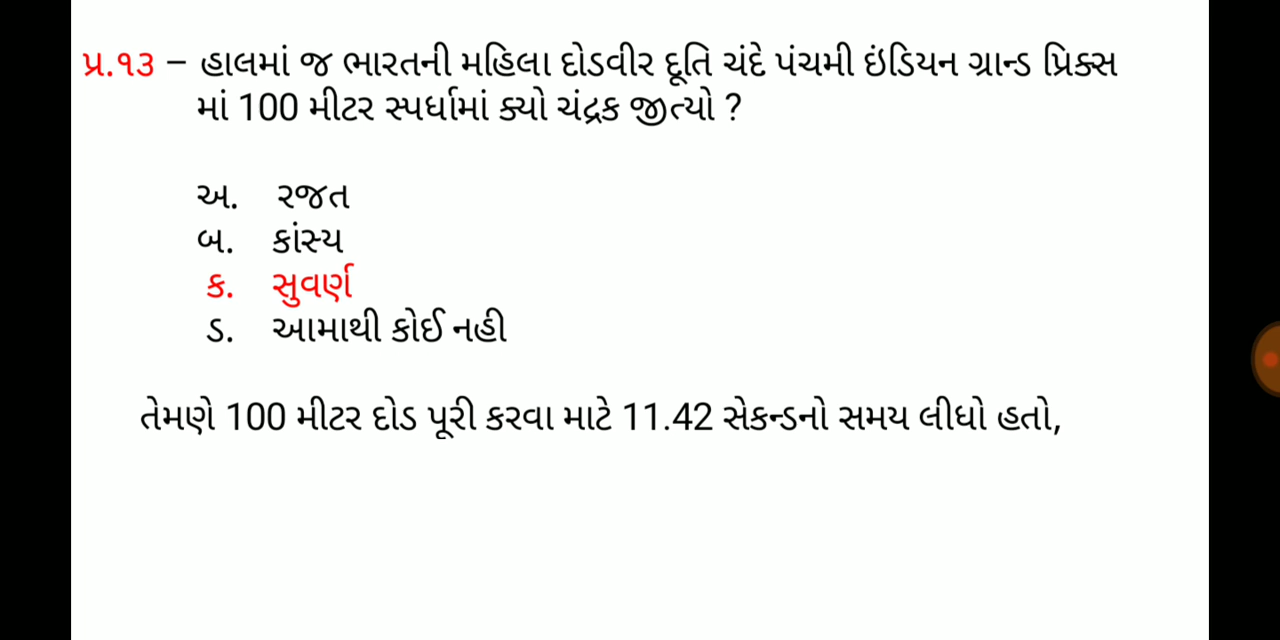 પ્ર.૧૩ – હાલમાં જ ભારતની મહિલા દોડવીર દૂતિ ચંદે પંચમી ઇંડિયન ગ્રાન્ડ પ્રિક્સ
માં 100 મીટર સ્પર્ધામાં ક્યો ચંદ્રક જીત્યો ?
અ. રજત
બ. કાંસ્ય
ક. સુવર્ણ
ડ. આમાથી કોઈ નહી
તેમણે 100 મીટર દોડ પૂરી કરવા માટે 11.42 સેકન્ડનો સમય લીધો હતો,